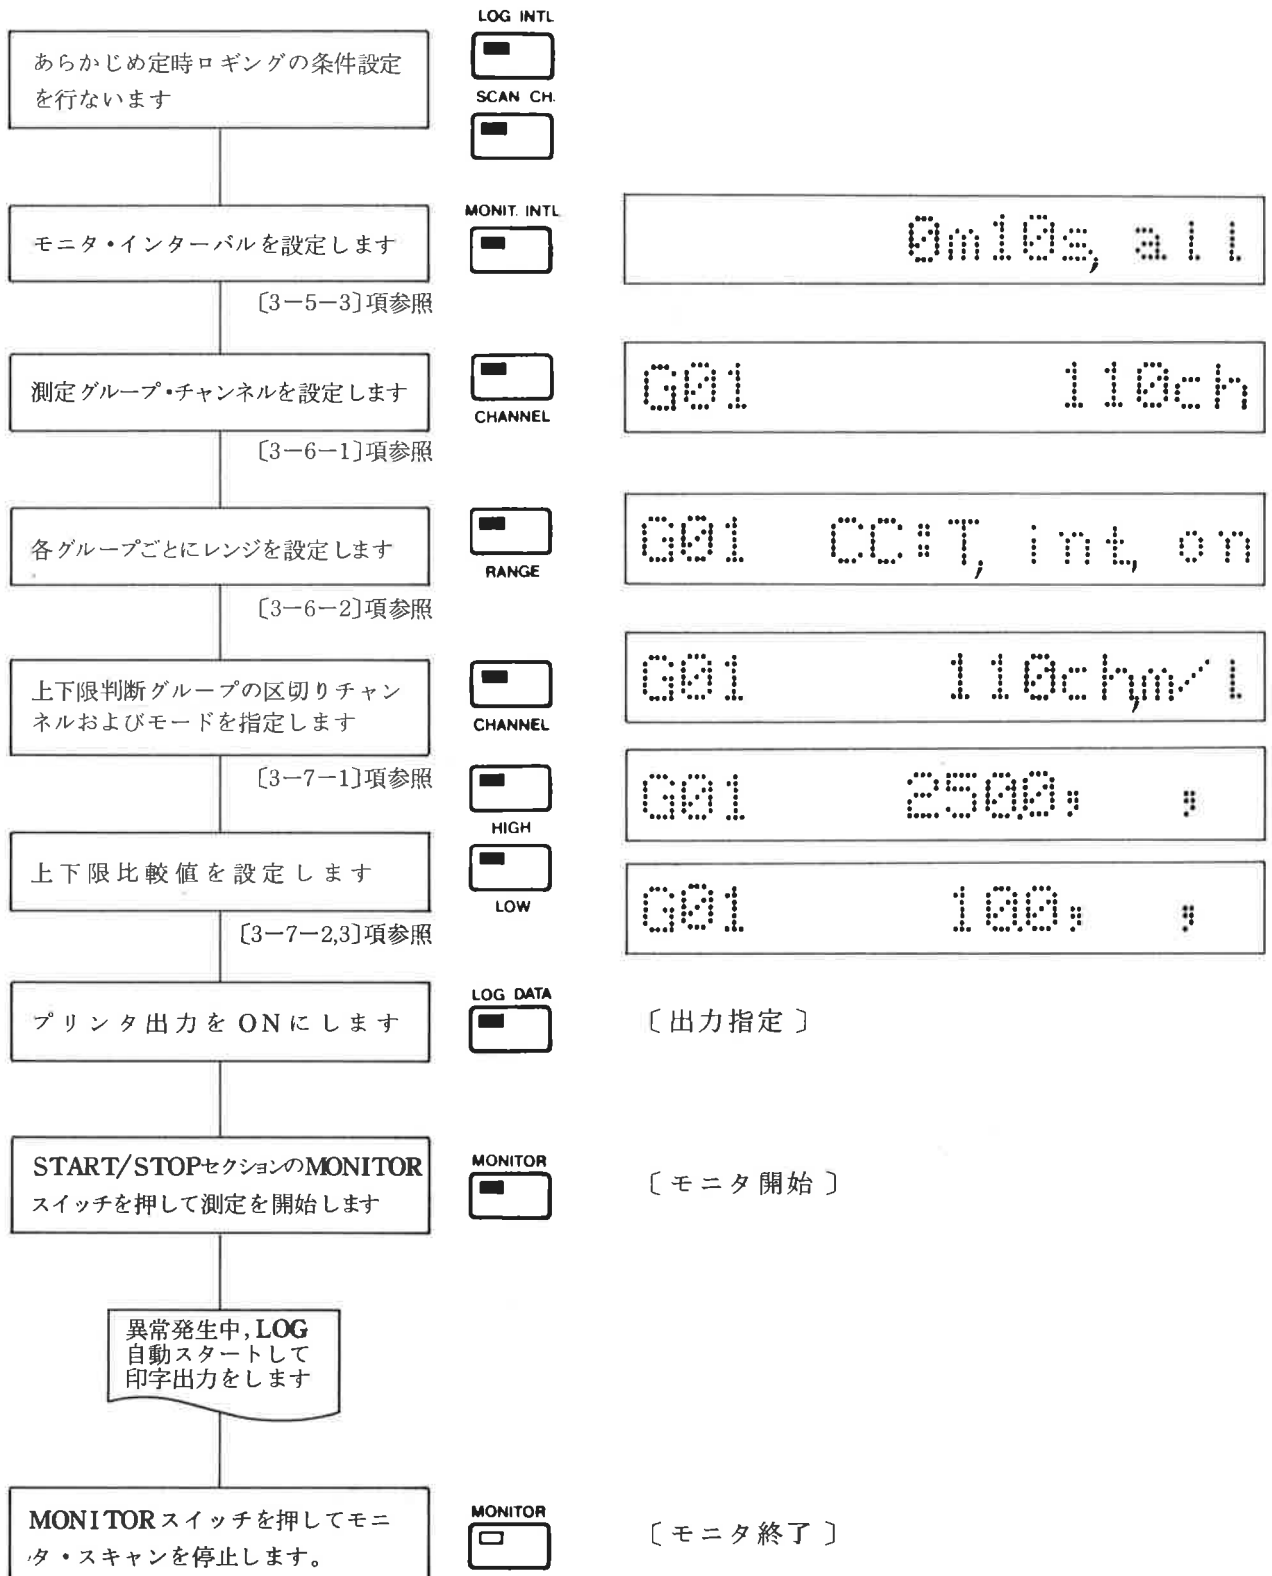 LOG INTL
あらかじめ定時ロギングの条件設定
を行ないます
SCAN CH.
モニタ・インターバルを設定します
MONIT. INTL
0m10s, all
〔3-5-3〕項参照
測定グループ・チャンネルを設定します
CHANNEL
G01 110ch
〔3-6-1〕項参照
各グループごとにレンジを設定します
RANGE
G01 CC:T, int, on
〔3-6-2〕項参照
上下限判断グループの区切りチャン
ネルおよびモードを指定します
CHANNEL
G01 110ch,m/l
〔3-7-1〕項参照
HIGH
G01 250.0, ,
上下限比較値を設定します
LOW
G01 10.0, ,
〔3-7-2,3〕項参照
プリンタ出力をONにします
LOG DATA
〔出力指定〕
START/STOPセクションのMONITOR
スイッチを押して測定を開始します
MONITOR
〔モニタ開始〕
異常発生中,LOG
自動スタートして
印字出力をします
MONITORスイッチを押してモニ
タ・スキャンを停止します。
MONITOR
〔モニタ終了〕